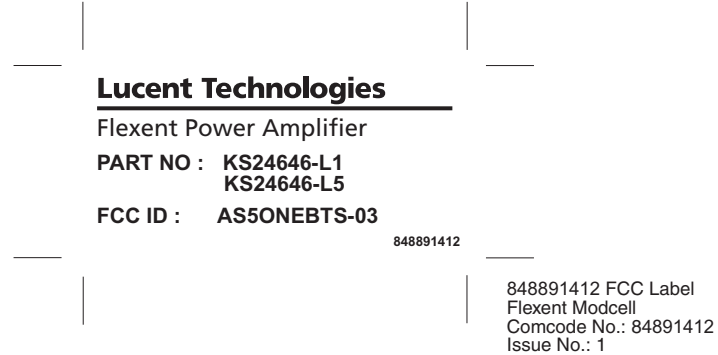 Lucent Technologies
Flexent Power Amplifier
PART NO : KS24646-L1
KS24646-L5
FCC ID : AS5ONEBTS-03
848891412
848891412 FCC Label
Flexent Modcell
Comcode No.: 84891412
Issue No.: 1